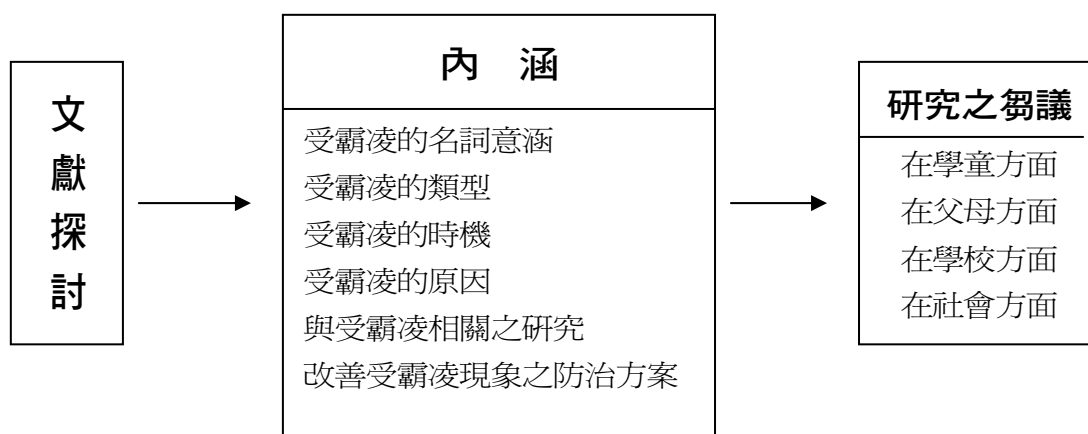 文獻探討
內 涵
受霸凌的名詞意涵
受霸凌的類型
受霸凌的時機
受霸凌的原因
與受霸凌相關之研究
改善受霸凌現象之防治方案
研究之芻議
在學童方面
在父母方面
在學校方面
在社會方面